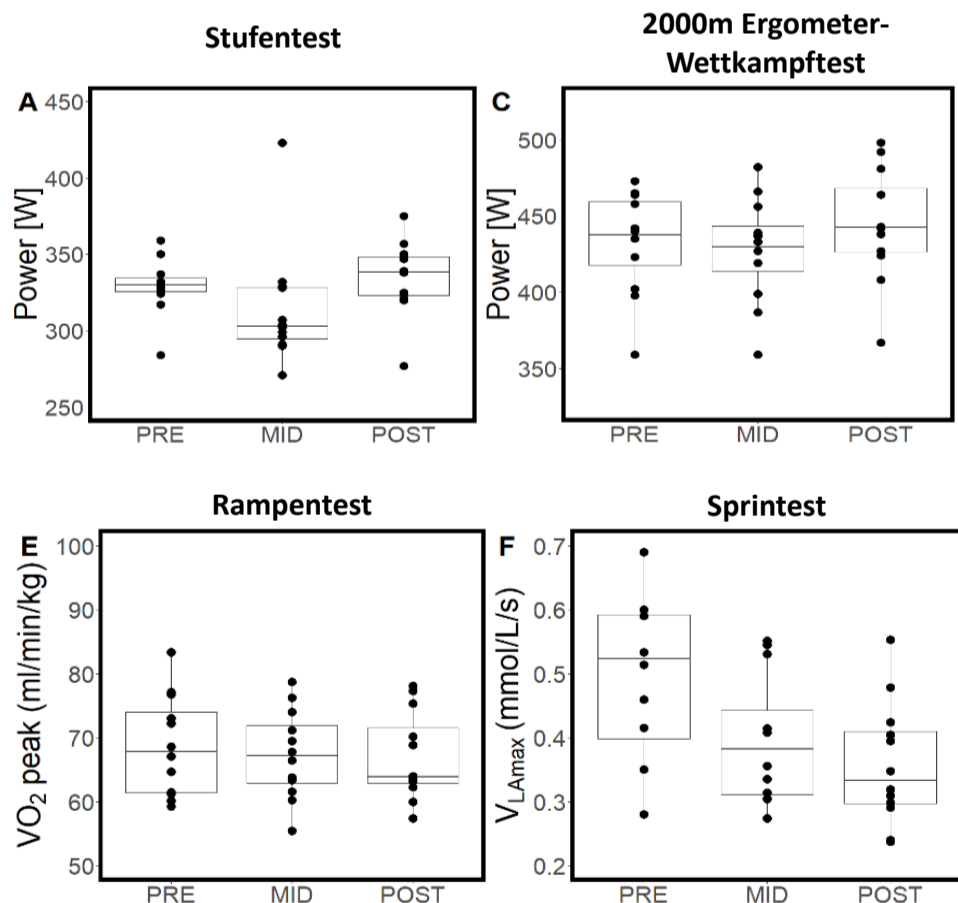 Stufentest
A
450
400
350
300
250
Power [W]
PRE MID POST
2000m Ergometer-
Wettkampftest
C
500
450
400
350
Power [W]
PRE MID POST
Rampentest
E
100
90
80
70
60
50
VO₂ peak (ml/min/kg)
PRE MID POST
Sprintest
F
0.7
0.6
0.5
0.4
0.3
0.2
V_LAmax (mmol/L/s)
PRE MID POST